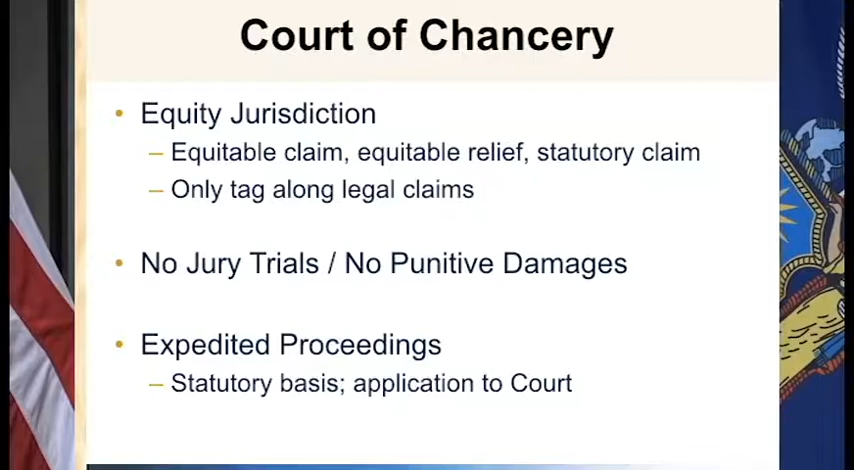 Court of Chancery
• Equity Jurisdiction
– Equitable claim, equitable relief, statutory claim
– Only tag along legal claims
• No Jury Trials / No Punitive Damages
• Expedited Proceedings
– Statutory basis; application to Court